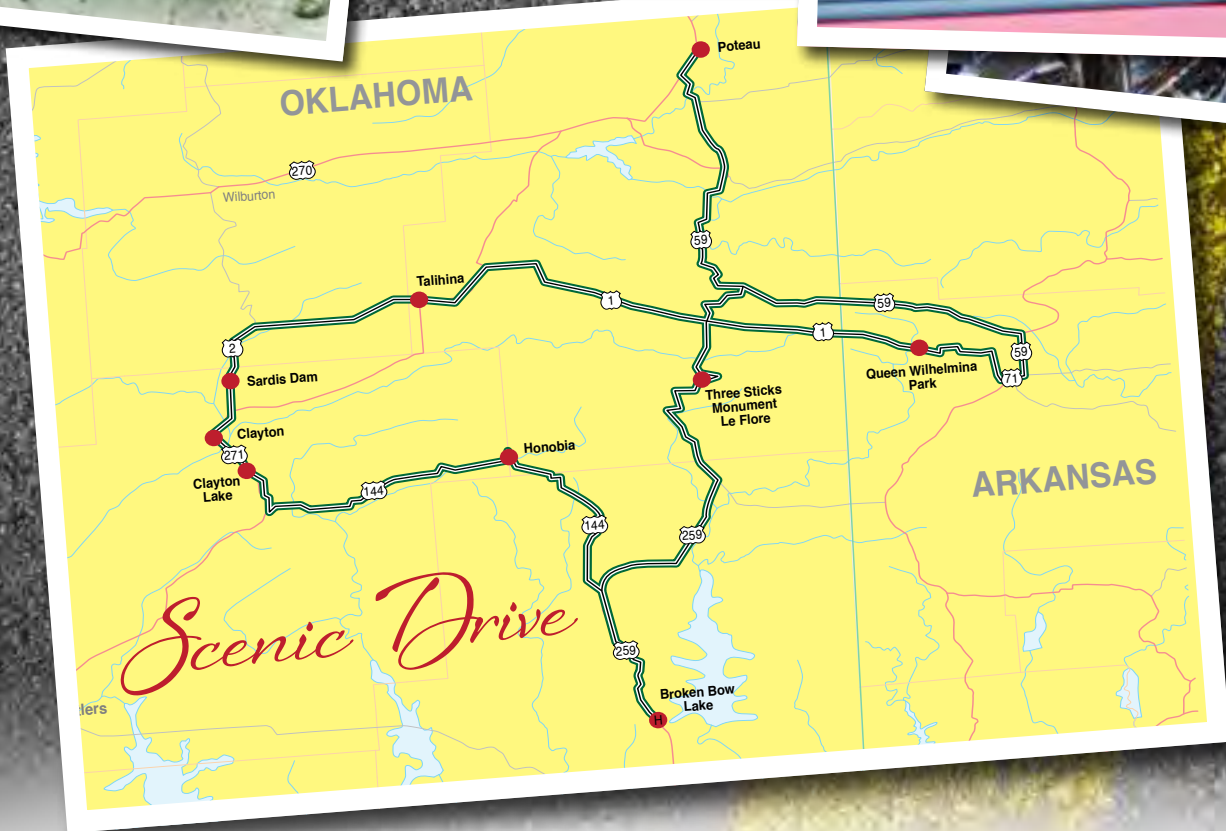 Poteau
OKLAHOMA
270
Wilburton
59
Talihina
1
59
1
2
59
Queen Wilhelmina
Park
71
Sardis Dam
Three Sticks
Monument
Le Flore
Clayton
271
Honobia
Clayton
Lake
144
ARKANSAS
144
259
Scenic Drive
259
Broken Bow
Lake
H